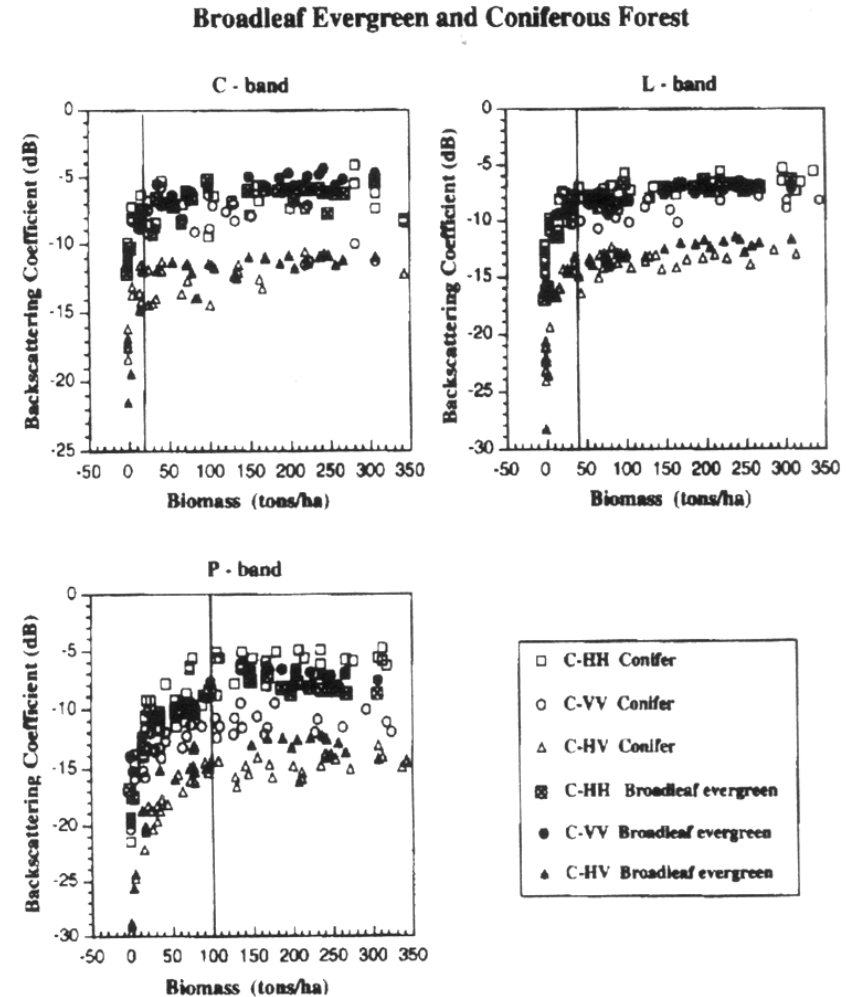 Broadleaf Evergreen and Coniferous Forest
C - band
Backscattering Coefficient (dB)
0
-5
-10
-15
-20
-25
-50 0 50 100 150 200 250 300 350
Biomass (tons/ha)
L - band
Backscattering Coefficient (dB)
0
-5
-10
-15
-20
-25
-30
-50 0 50 100 150 200 250 300 350
Biomass (tons/ha)
P - band
Backscattering Coefficient (dB)
0
-5
-10
-15
-20
-25
-30
-50 0 50 100 150 200 250 300 350
Biomass (tons/ha)
C-HH Conifer
C-VV Conifer
C-HV Conifer
C-HH Broadleaf evergreen
C-VV Broadleaf evergreen
C-HV Broadleaf evergreen